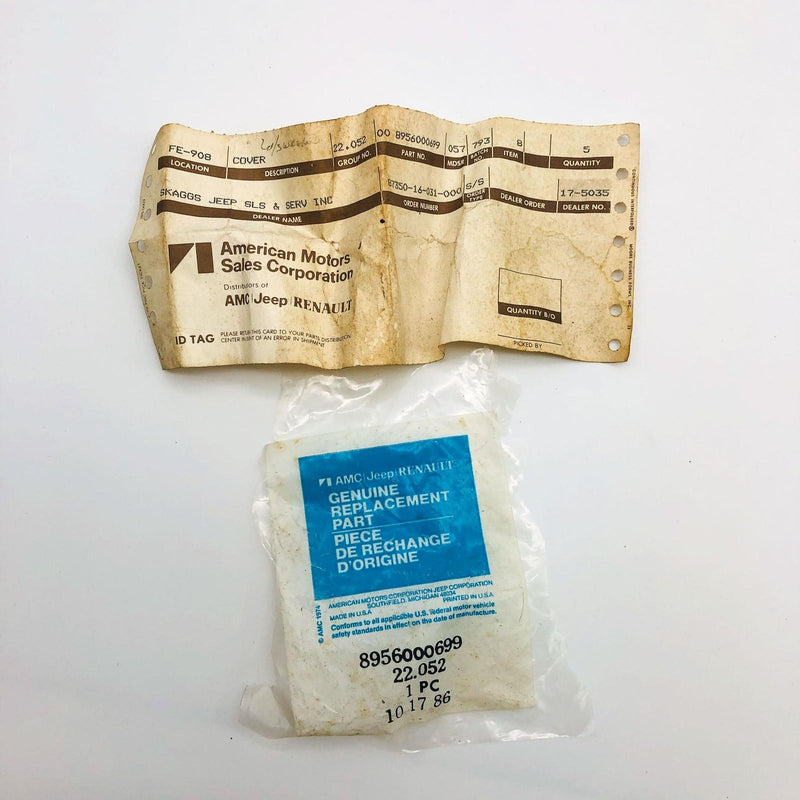 FE-908 COVER 22.052 00 8956000699 057 793 8 5
LOCATION DESCRIPTION GROUP NO. PART NO. MDSE BATCH NO ITEM QUANTITY
SKAGGS JEEP SLS & SERV INC 87350-16-031-000 S/S 17-5035
DEALER NAME ORDER NUMBER ORDER TYPE DEALER ORDER DEALER NO.
American Motors
Sales Corporation
Distributors of
AMC Jeep RENAULT
QUANTITY B/O
ID TAG PLEASE RETURN THIS CARD TO YOUR PARTS DISTRIBUTION
CENTER IN EVENT OF AN ERROR IN SHIPMENT
PICKED BY
AMC Jeep RENAULT
GENUINE
REPLACEMENT
PART
PIECE
DE RECHANGE
D'ORIGINE
© AMC 1974
AMERICAN MOTORS CORPORATION JEEP CORPORATION
SOUTHFIELD, MICHIGAN 48034
MADE IN U.S.A. PRINTED IN U.S.A.
Conforms to all applicable U.S. federal motor vehicle
safety standards in effect on the date of manufacture.
8956000699
22.052
1 PC
10 17 86